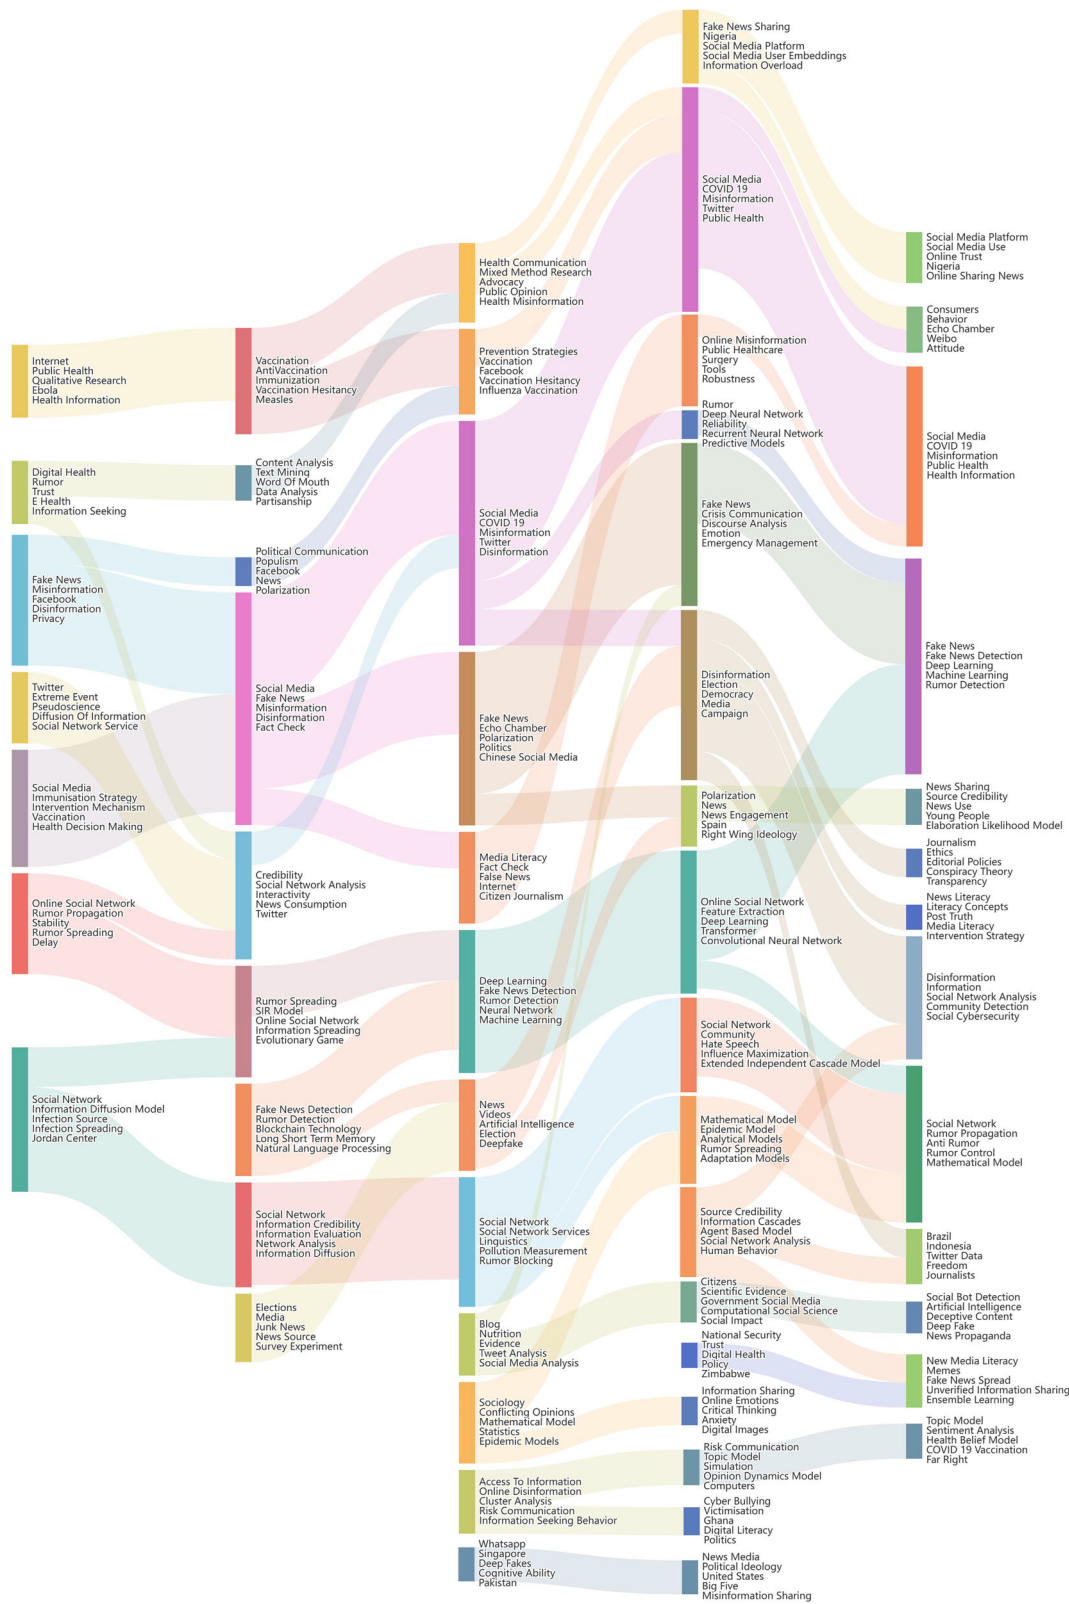 Internet
Public Health
Qualitative Research
Ebola
Health Information
Digital Health
Rumor
Trust
E Health
Information Seeking
Fake News
Misinformation
Facebook
Disinformation
Privacy
Twitter
Extreme Event
Pseudoscience
Diffusion Of Information
Social Network Service
Social Media
Immunisation Strategy
Intervention Mechanism
Vaccination
Health Decision Making
Online Social Network
Rumor Propagation
Stability
Rumor Spreading
Delay
Social Network
Information Diffusion Model
Infection Source
Infection Spreading
Jordan Center
Vaccination
AntiVaccination
Immunization
Vaccination Hesitancy
Measles
Content Analysis
Text Mining
Word Of Mouth
Data Analysis
Partisanship
Political Communication
Populism
Facebook
News
Polarization
Social Media
Fake News
Misinformation
Disinformation
Fact Check
Credibility
Social Network Analysis
Interactivity
News Consumption
Twitter
Rumor Spreading
SIR Model
Online Social Network
Information Spreading
Evolutionary Game
Fake News Detection
Rumor Detection
Blockchain Technology
Long Short Term Memory
Natural Language Processing
Social Network
Information Credibility
Information Evaluation
Network Analysis
Information Diffusion
Elections
Media
Junk News
News Source
Survey Experiment
Health Communication
Mixed Method Research
Advocacy
Public Opinion
Health Misinformation
Prevention Strategies
Vaccination
Facebook
Vaccination Hesitancy
Influenza Vaccination
Social Media
COVID 19
Misinformation
Twitter
Disinformation
Fake News
Echo Chamber
Polarization
Politics
Chinese Social Media
Media Literacy
Fact Check
False News
Internet
Citizen Journalism
Deep Learning
Fake News Detection
Rumor Detection
Neural Network
Machine Learning
News
Videos
Artificial Intelligence
Election
Deepfake
Social Network
Social Network Services
Linguistics
Pollution Measurement
Rumor Blocking
Blog
Nutrition
Evidence
Tweet Analysis
Social Media Analysis
Sociology
Conflicting Opinions
Mathematical Model
Statistics
Epidemic Models
Access To Information
Online Disinformation
Cluster Analysis
Risk Communication
Information Seeking Behavior
Whatsapp
Singapore
Deep Fakes
Cognitive Ability
Pakistan
Fake News Sharing
Nigeria
Social Media Platform
Social Media User Embeddings
Information Overload
Social Media
COVID 19
Misinformation
Twitter
Public Health
Online Misinformation
Public Healthcare
Surgery
Tools
Robustness
Rumor
Deep Neural Network
Reliability
Recurrent Neural Network
Predictive Models
Fake News
Crisis Communication
Discourse Analysis
Emotion
Emergency Management
Disinformation
Election
Democracy
Media
Campaign
Polarization
News
News Engagement
Spain
Right Wing Ideology
Online Social Network
Feature Extraction
Deep Learning
Transformer
Convolutional Neural Network
Social Network
Community
Hate Speech
Influence Maximization
Extended Independent Cascade Model
Mathematical Model
Epidemic Model
Analytical Models
Rumor Spreading
Adaptation Models
Source Credibility
Information Cascades
Agent Based Model
Social Network Analysis
Human Behavior
Citizens
Scientific Evidence
Government Social Media
Computational Social Science
Social Impact
National Security
Trust
Digital Health
Policy
Zimbabwe
Information Sharing
Online Emotions
Critical Thinking
Anxiety
Digital Images
Risk Communication
Topic Model
Simulation
Opinion Dynamics Model
Computers
Cyber Bullying
Victimisation
Ghana
Digital Literacy
Politics
News Media
Political Ideology
United States
Big Five
Misinformation Sharing
Social Media Platform
Social Media Use
Online Trust
Nigeria
Online Sharing News
Consumers
Behavior
Echo Chamber
Weibo
Attitude
Social Media
COVID 19
Misinformation
Public Health
Health Information
Fake News
Fake News Detection
Deep Learning
Machine Learning
Rumor Detection
News Sharing
Source Credibility
News Use
Young People
Elaboration Likelihood Model
Journalism
Ethics
Editorial Policies
Conspiracy Theory
Transparency
News Literacy
Literacy Concepts
Post Truth
Media Literacy
Intervention Strategy
Disinformation
Information
Social Network Analysis
Community Detection
Social Cybersecurity
Social Network
Rumor Propagation
Anti Rumor
Rumor Control
Mathematical Model
Brazil
Indonesia
Twitter Data
Freedom
Journalists
Social Bot Detection
Artificial Intelligence
Deceptive Content
Deep Fake
News Propaganda
New Media Literacy
Memes
Fake News Spread
Unverified Information Sharing
Ensemble Learning
Topic Model
Sentiment Analysis
Health Belief Model
COVID 19 Vaccination
Far Right